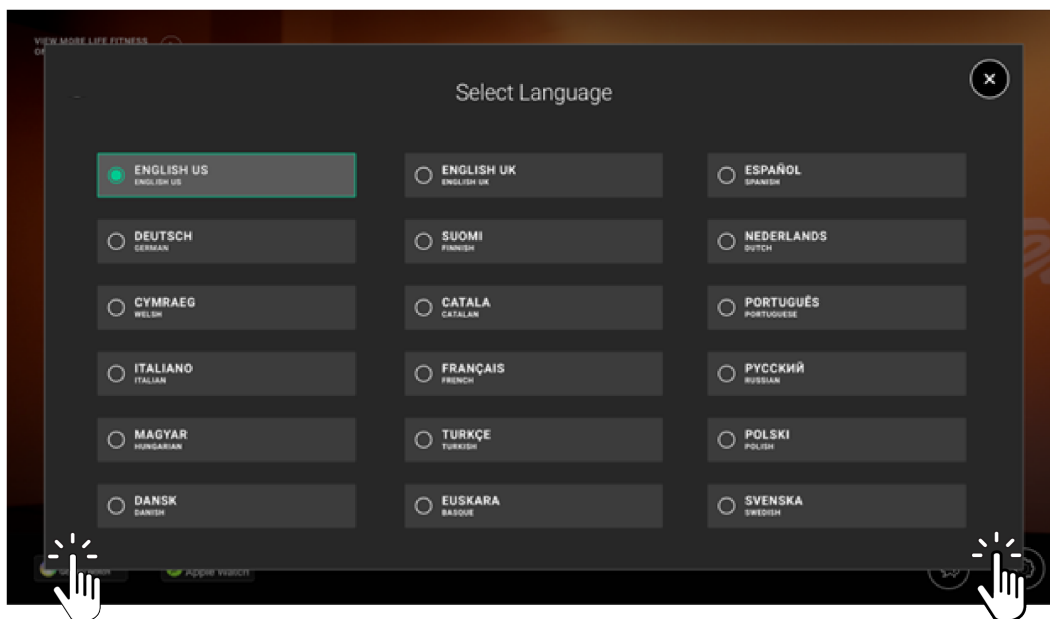 VIEW MORE LIFE FITNESS
Select Language
ENGLISH US
ENGLISH US
ENGLISH UK
ENGLISH UK
ESPAÑOL
SPANISH
DEUTSCH
GERMAN
SUOMI
FINNISH
NEDERLANDS
DUTCH
CYMRAEG
WELSH
CATALA
CATALAN
PORTUGUÊS
PORTUGUESE
ITALIANO
ITALIAN
FRANÇAIS
FRENCH
РУССКИЙ
RUSSIAN
MAGYAR
HUNGARIAN
TURKÇE
TURKISH
POLSKI
POLISH
DANSK
DANISH
EUSKARA
BASQUE
SVENSKA
SWEDISH
Apple Watch